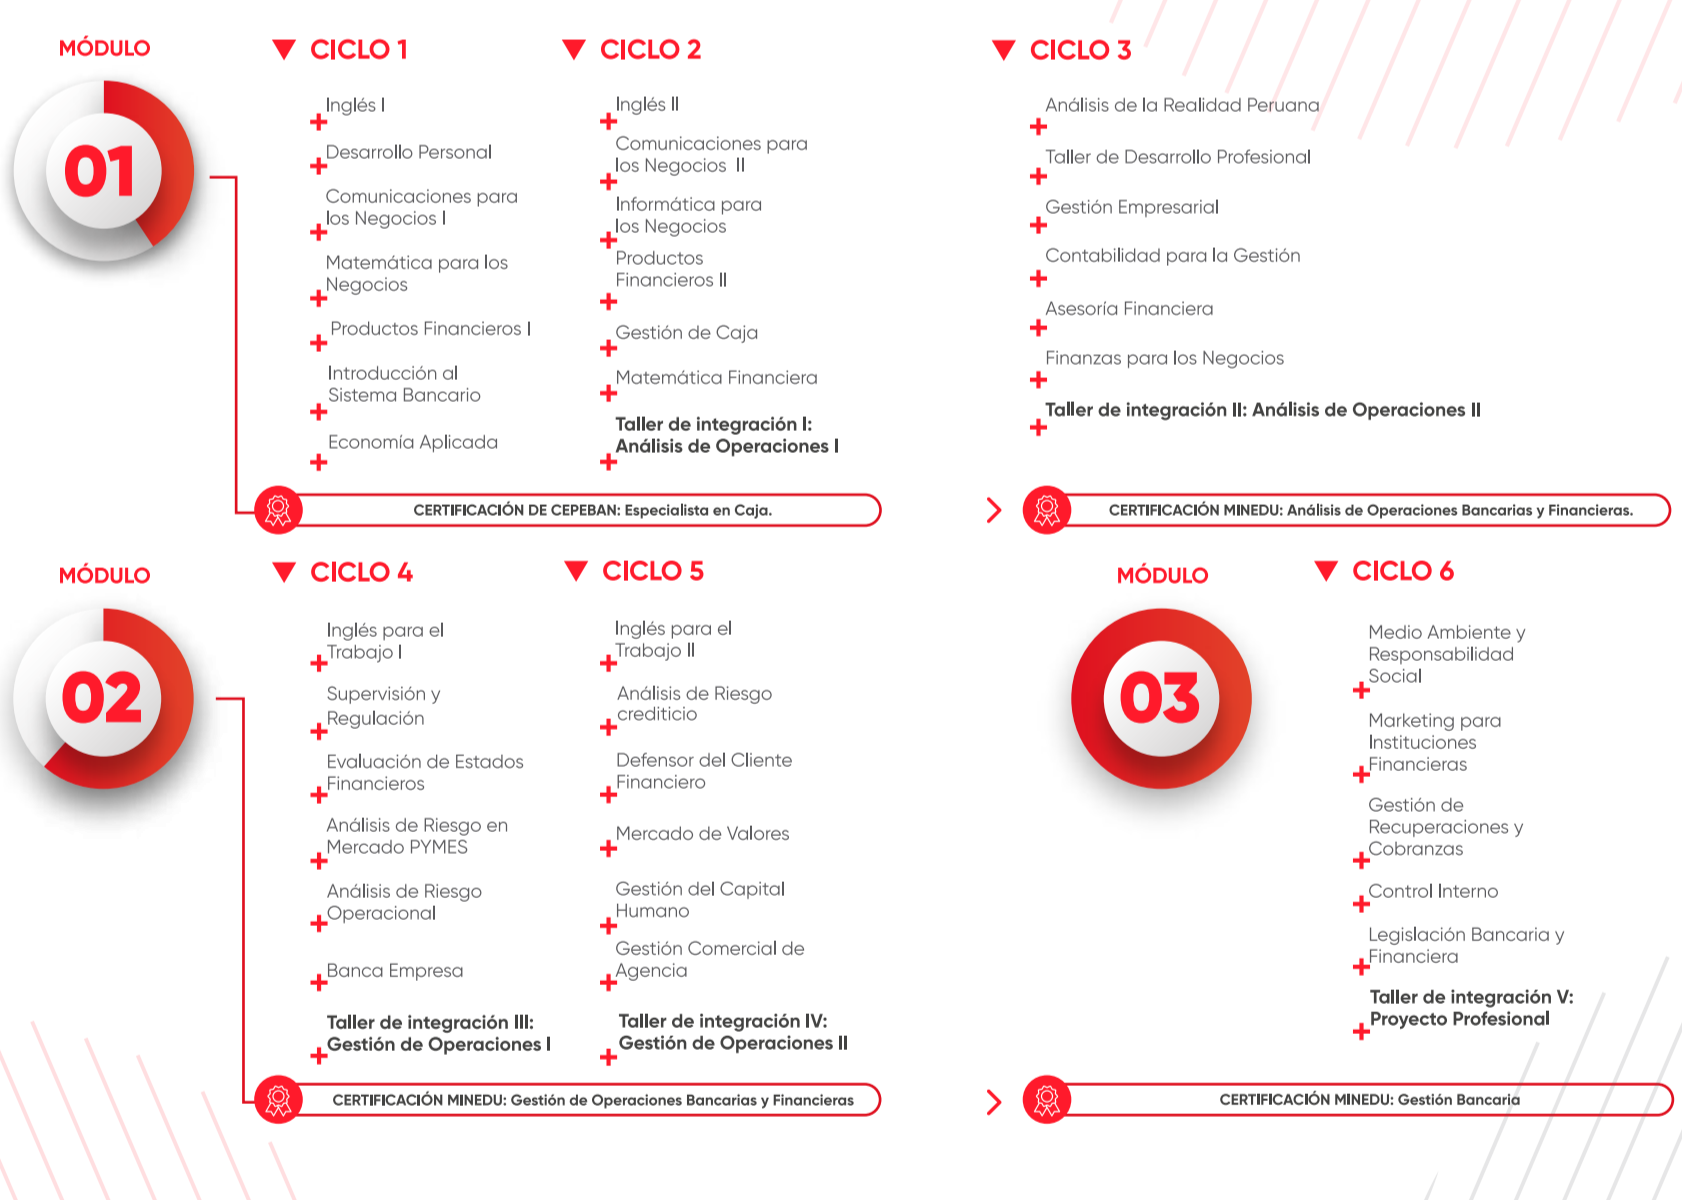 MÓDULO
01
CICLO 1
Inglés I
Desarrollo Personal
Comunicaciones para
los Negocios I
Matemática para los
Negocios
Productos Financieros I
Introducción al
Sistema Bancario
Economía Aplicada
CICLO 2
Inglés II
Comunicaciones para
los Negocios II
Informática para
los Negocios
Productos
Financieros II
Gestión de Caja
Matemática Financiera
Taller de integración I:
Análisis de Operaciones I
CERTIFICACIÓN DE CEPEBAN: Especialista en Caja.
CICLO 3
Análisis de la Realidad Peruana
Taller de Desarrollo Profesional
Gestión Empresarial
Contabilidad para la Gestión
Asesoría Financiera
Finanzas para los Negocios
Taller de integración II: Análisis de Operaciones II
CERTIFICACIÓN MINEDU: Análisis de Operaciones Bancarias y Financieras.
MÓDULO
02
CICLO 4
Inglés para el
Trabajo I
Supervisión y
Regulación
Evaluación de Estados
Financieros
Análisis de Riesgo en
Mercado PYMES
Análisis de Riesgo
Operacional
Banca Empresa
Taller de integración III:
Gestión de Operaciones I
CICLO 5
Inglés para el
Trabajo II
Análisis de Riesgo
crediticio
Defensor del Cliente
Financiero
Mercado de Valores
Gestión del Capital
Humano
Gestión Comercial de
Agencia
Taller de integración IV:
Gestión de Operaciones II
CERTIFICACIÓN MINEDU: Gestión de Operaciones Bancarias y Financieras
MÓDULO
03
CICLO 6
Medio Ambiente y
Responsabilidad
Social
Marketing para
Instituciones
Financieras
Gestión de
Recuperaciones y
Cobranzas
Control Interno
Legislación Bancaria y
Financiera
Taller de integración V:
Proyecto Profesional
CERTIFICACIÓN MINEDU: Gestión Bancaria